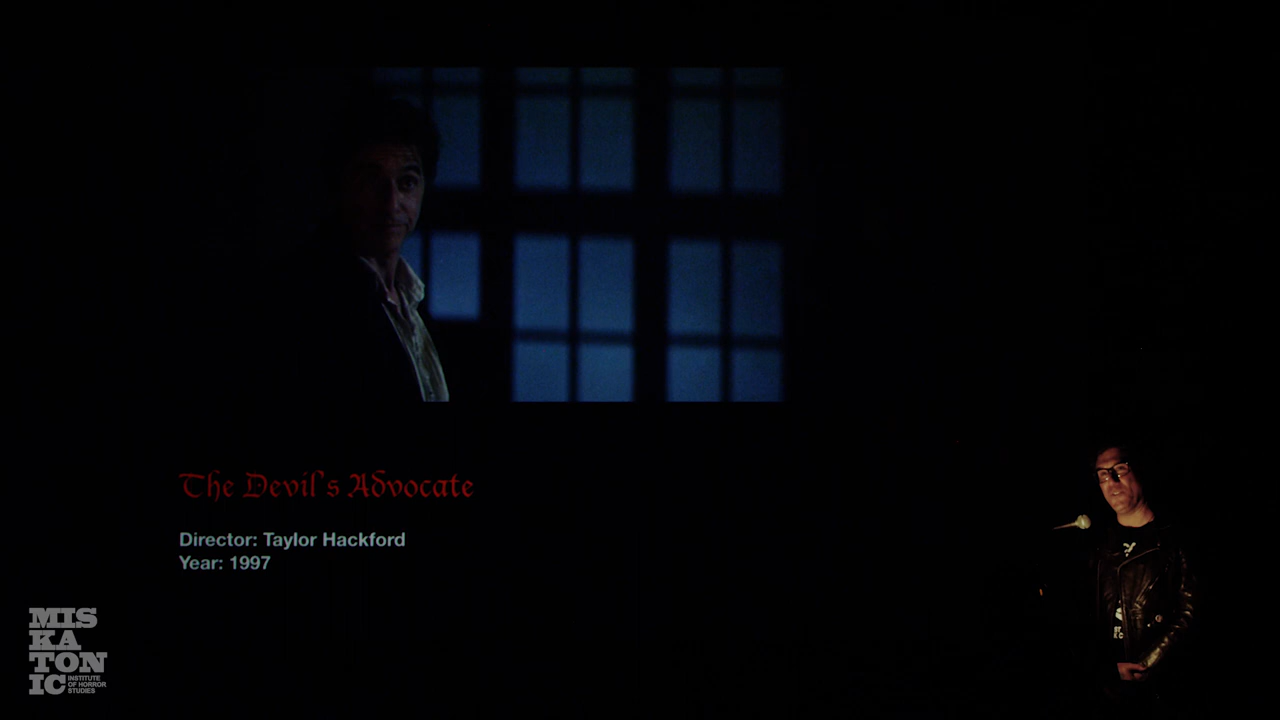 The Devil's Advocate
Director: Taylor Hackford
Year: 1997
MIS
KA
TON
IC INSTITUTE
OF HORROR
STUDIES